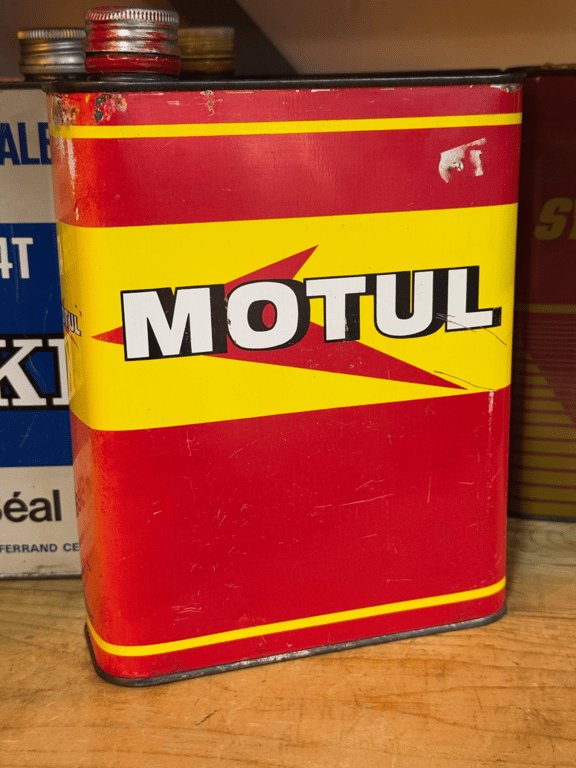 MOTUL
ALE
4T
KI
Séal
FERRAND CE
S